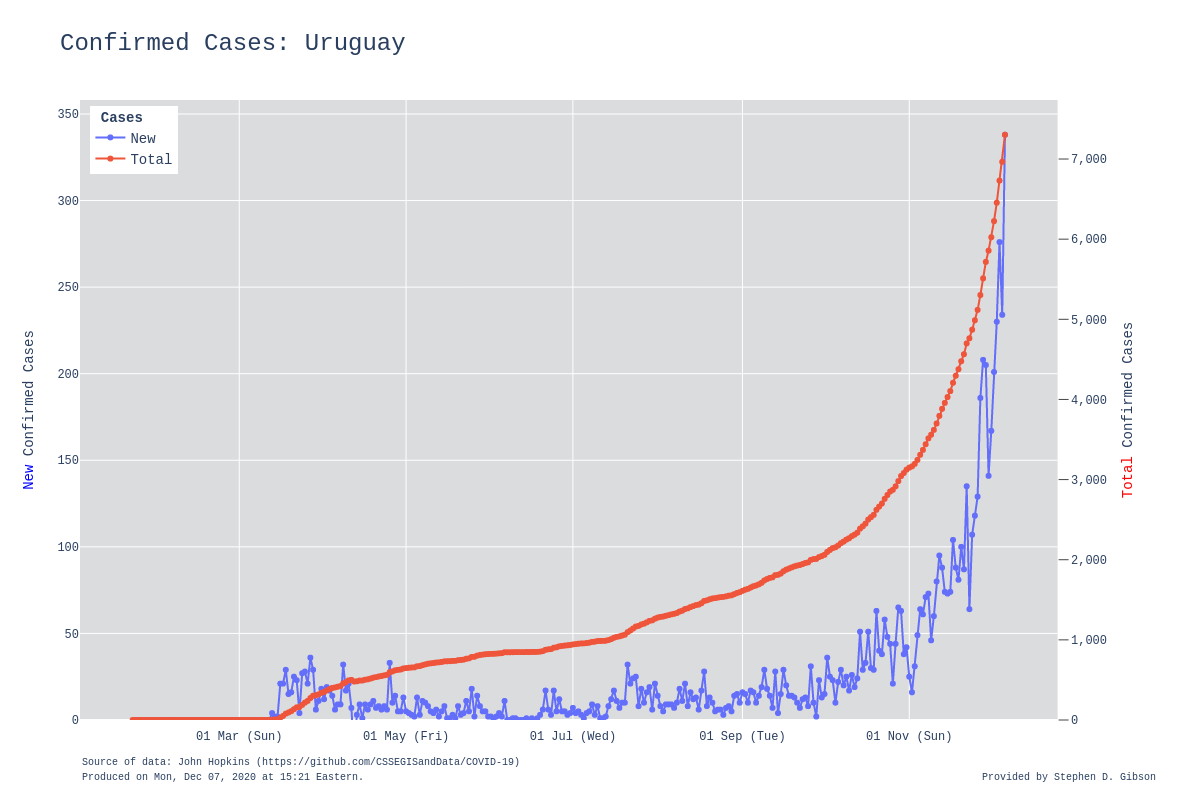 Confirmed Cases: Uruguay
Cases
New
Total
350
300
250
200
150
100
50
0
7,000
6,000
5,000
4,000
3,000
2,000
1,000
0
New Confirmed Cases
Total Confirmed Cases
01 Mar (Sun)
01 May (Fri)
01 Jul (Wed)
01 Sep (Tue)
01 Nov (Sun)
Source of data: John Hopkins (https://github.com/CSSEGISandData/COVID-19)
Produced on Mon, Dec 07, 2020 at 15:21 Eastern.
Provided by Stephen D. Gibson